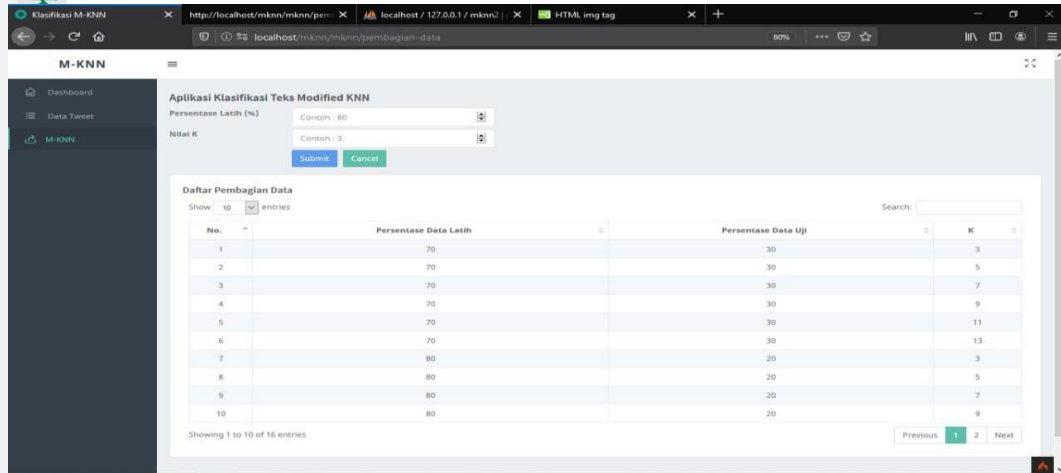 Klasifikasi M-KNN
http://localhost/mknn/mknn/pem
localhost / 127.0.0.1 / mknn2 |
HTML img tag
localhost/mknn/mknn/pembagian-data
80%
M-KNN
Dashboard
Data Tweet
M-KNN
Aplikasi Klasifikasi Teks Modified KNN
Persentase Latih (%)
Contoh : 80
Nilai K
Contoh : 3
Submit Cancel
Daftar Pembagian Data
Show 10 entries Search:
No. Persentase Data Latih Persentase Data Uji K
1 70 30 3
2 70 30 5
3 70 30 7
4 70 30 9
5 70 30 11
6 70 30 13
7 80 20 3
8 80 20 5
9 80 20 7
10 80 20 9
Showing 1 to 10 of 16 entries Previous 1 2 Next